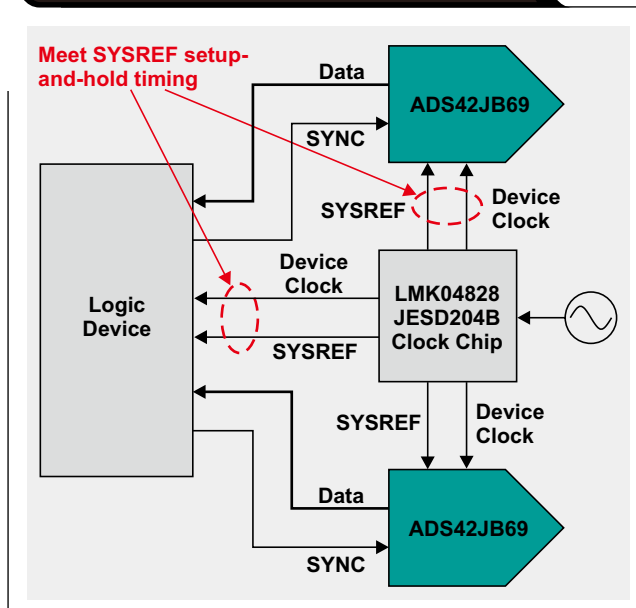 Meet SYSREF setup-
and-hold timing
Data
ADS42JB69
SYNC
SYSREF
Device
Clock
Device
Clock
Logic
Device
LMK04828
JESD204B
Clock Chip
SYSREF
SYSREF
Device
Clock
Data
ADS42JB69
SYNC